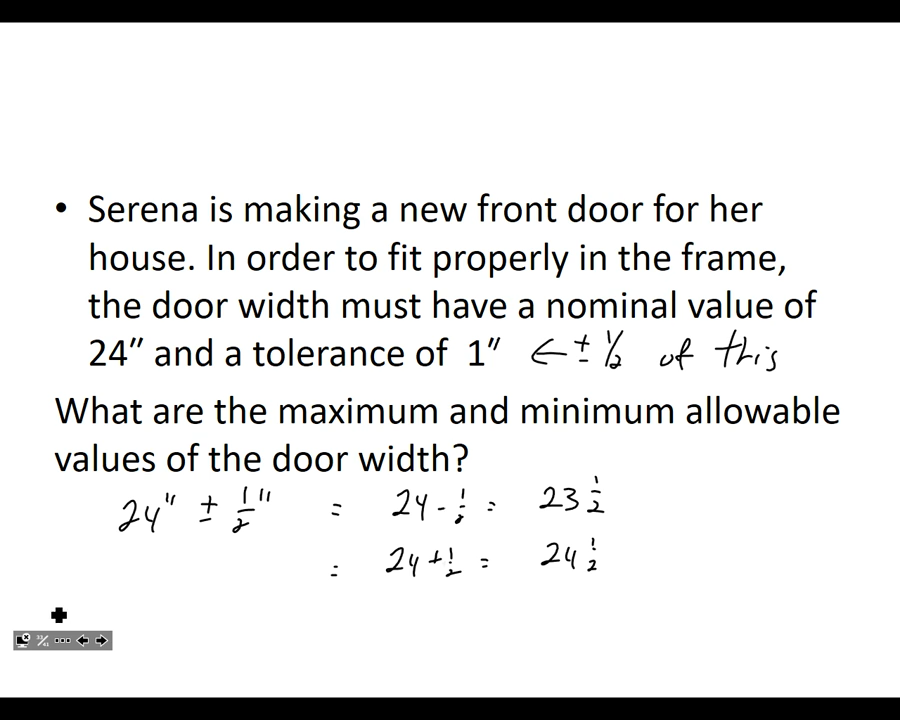 • Serena is making a new front door for her
house. In order to fit properly in the frame,
the door width must have a nominal value of
24” and a tolerance of 1” ← ± 1/2 of this
What are the maximum and minimum allowable
values of the door width?
24" ± 1/2" = 24 - 1/2 = 23 1/2
= 24 + 1/2 = 24 1/2